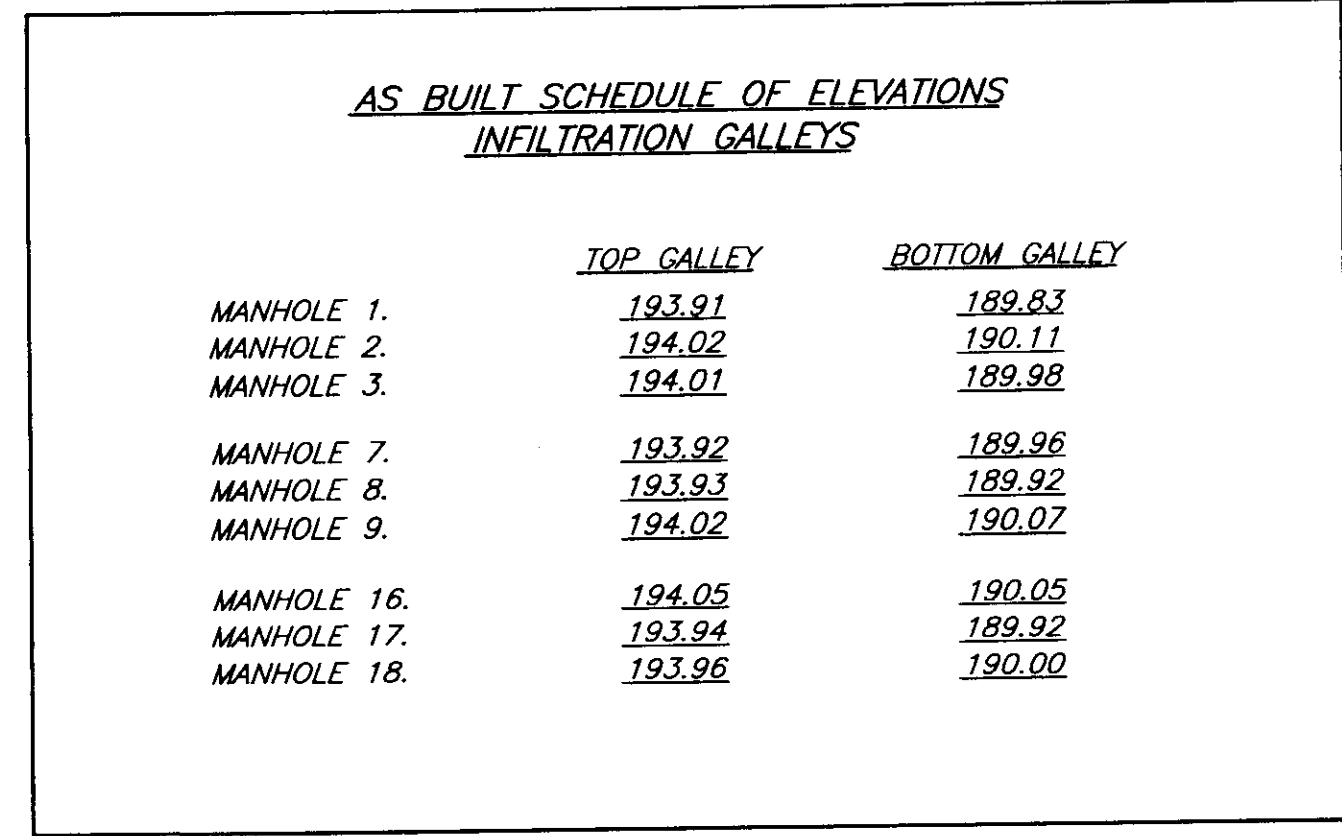 AS BUILT SCHEDULE OF ELEVATIONS
INFILTRATION GALLEYS
TOP GALLEY BOTTOM GALLEY
MANHOLE 1. 193.91 189.83
MANHOLE 2. 194.02 190.11
MANHOLE 3. 194.01 189.98
MANHOLE 7. 193.92 189.96
MANHOLE 8. 193.93 189.92
MANHOLE 9. 194.02 190.07
MANHOLE 16. 194.05 190.05
MANHOLE 17. 193.94 189.92
MANHOLE 18. 193.96 190.00